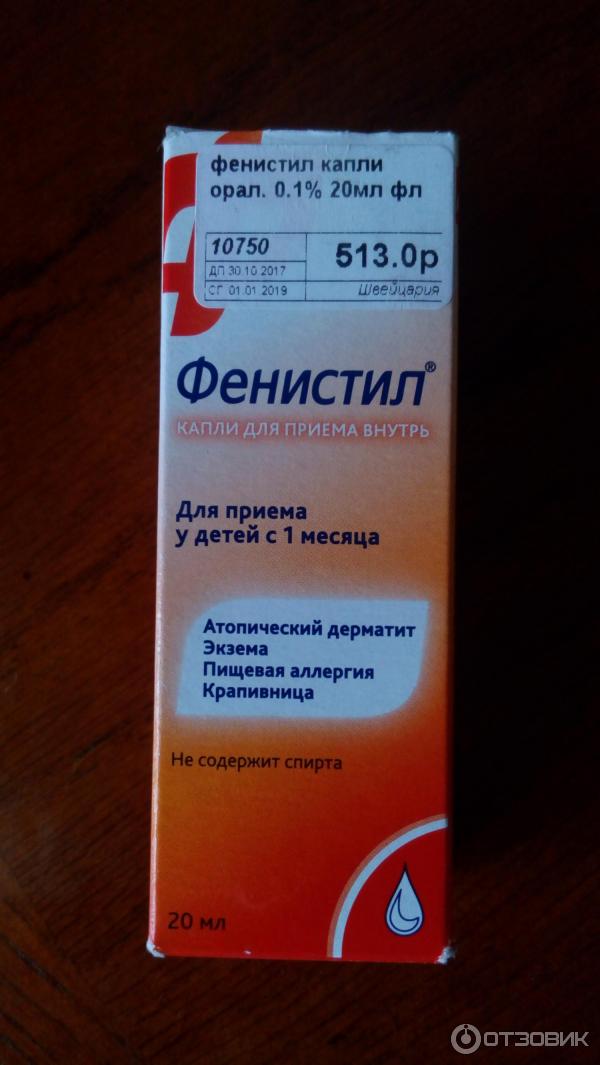 фенистил капли
орал. 0.1% 20мл фл
10750
513.0р
ДП 30.10.2017
СГ 01.01 2019
Швейцария
Фенистил®
КАПЛИ ДЛЯ ПРИЕМА ВНУТРЬ
Для приема
у детей с 1 месяца
Атопический дерматит
Экзема
Пищевая аллергия
Крапивница
Не содержит спирта
20 мл
ОТЗОВИК